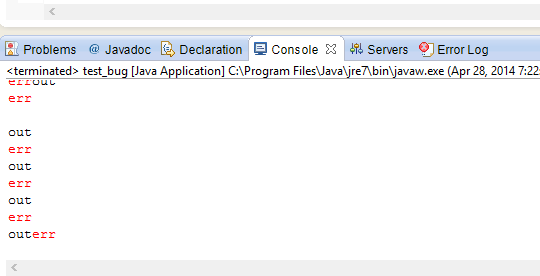 Problems @ Javadoc Declaration Console Servers Error Log
<terminated> test_bug [Java Application] C:\Program Files\Java\jre7\bin\javaw.exe (Apr 28, 2014 7:22:
errout
err
out
err
out
err
out
err
outerr